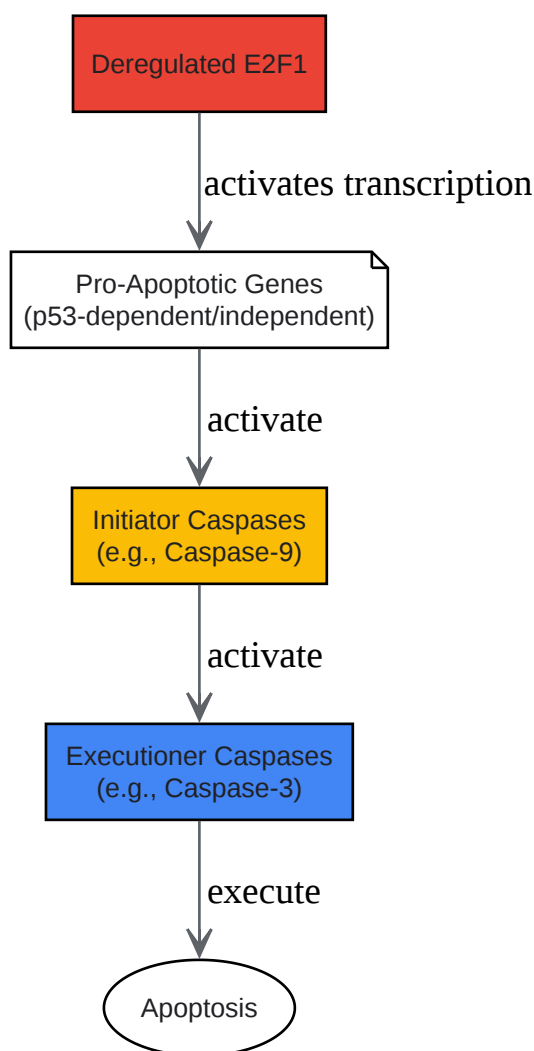 Deregulated E2F1
activates transcription
Pro-Apoptotic Genes
(p53-dependent/independent)
activate
Initiator Caspases
(e.g., Caspase-9)
activate
Executioner Caspases
(e.g., Caspase-3)
execute
Apoptosis